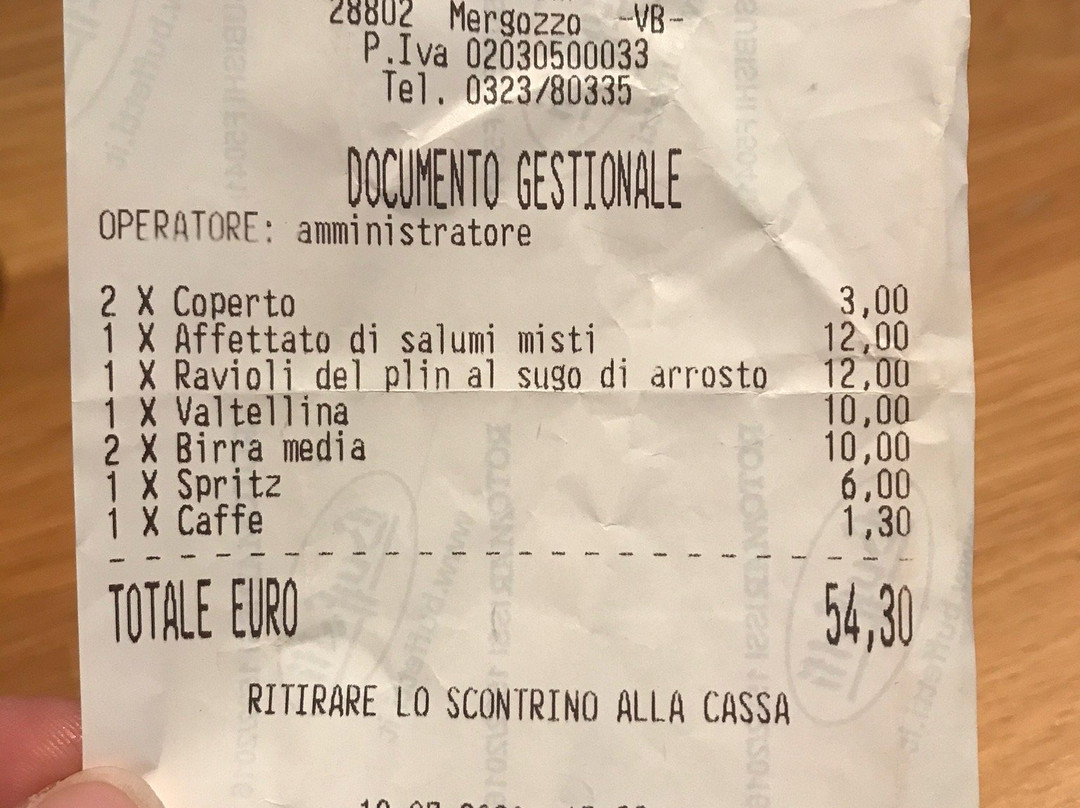 28802 Mergozzo -VB-
P.Iva 02030500033
Tel. 0323/80335
DOCUMENTO GESTIONALE
OPERATORE: amministratore
2 X Coperto 3,00
1 X Affettato di salumi misti 12,00
1 X Ravioli del plin al sugo di arrosto 12,00
1 X Valtellina 10,00
2 X Birra media 10,00
1 X Spritz 6,00
1 X Caffe 1,30
TOTALE EURO 54,30
RITIRARE LO SCONTRINO ALLA CASSA